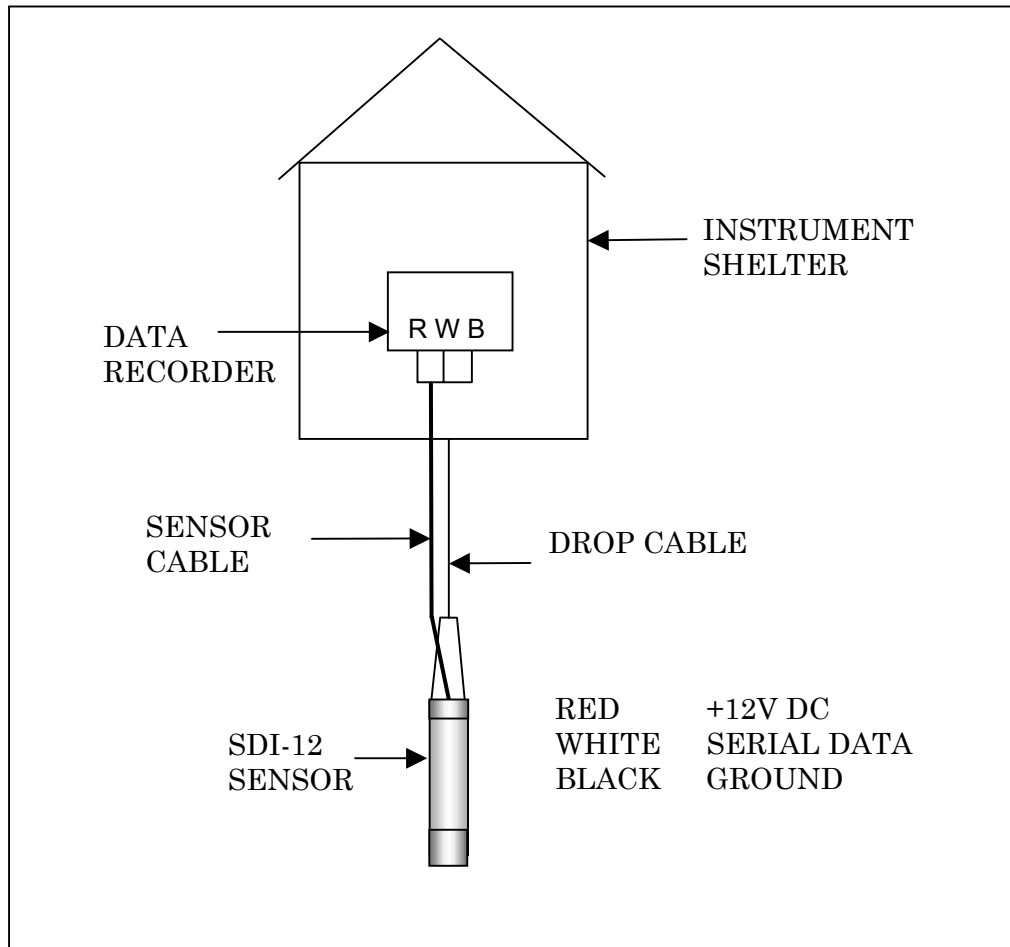 INSTRUMENT
SHELTER
R W B
DATA
RECORDER
SENSOR
CABLE
DROP CABLE
SDI-12
SENSOR
RED +12V DC
WHITE SERIAL DATA
BLACK GROUND